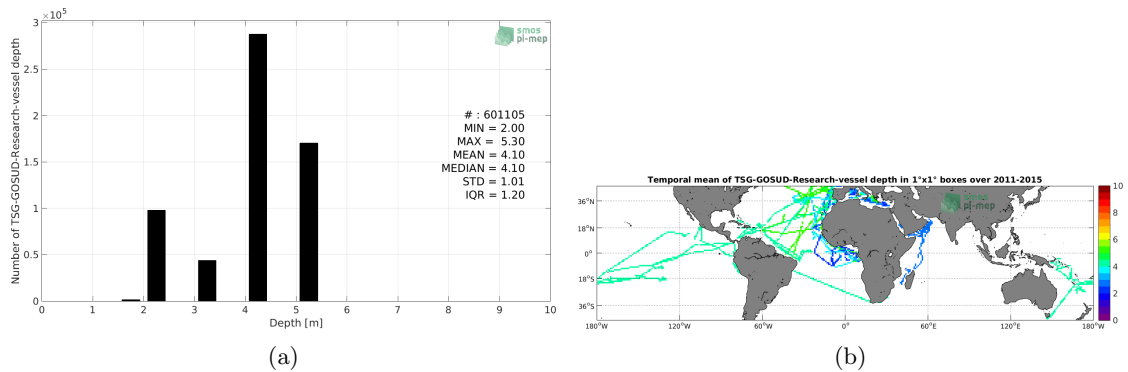 ×10⁵
3
2.5
2
1.5
1
0.5
0
Number of TSG-GOSUD-Research-vessel depth
smos
pi-mep
# : 601105
MIN = 2.00
MAX = 5.30
MEAN = 4.10
MEDIAN = 4.10
STD = 1.01
IQR = 1.20
0 1 2 3 4 5 6 7 8 9 10
Depth [m]
(a)
Temporal mean of TSG-GOSUD-Research-vessel depth in 1°x1° boxes over 2011-2015
smos
pi-mep
36°N
18°N
0°
18°S
36°S
180°W 120°W 60°W 0° 60°E 120°E 180°W
10
8
6
4
2
0
(b)